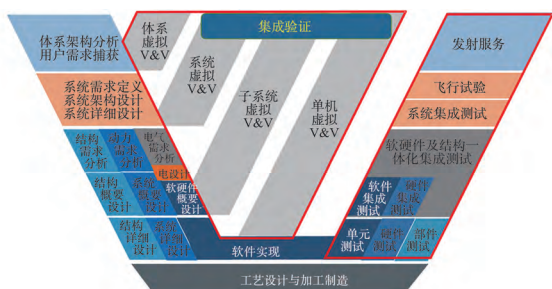 体系架构分析
用户需求捕获
体系
虚拟
V&V
集成验证
发射服务
系统
虚拟
V&V
子系统
虚拟
V&V
单机
虚拟
V&V
系统需求定义
系统架构设计
系统详细设计
飞行试验
系统集成测试
结构
需求
分析
动力
需求
分析
电气
需求
分析
电设计
软硬件及结构一
体化集成测试
结构
概要
设计
系统
概要
设计
软硬件
概要
设计
软件
集成
测试
硬件
集成
测试
结构
详细
设计
系统
详细
设计
软件实现
单元
测试
硬件
测试
部件
测试
工艺设计与加工制造